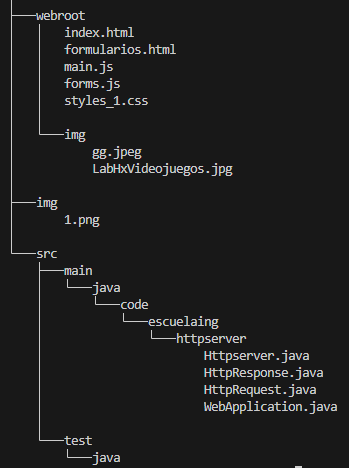 webroot
index.html
formularios.html
main.js
forms.js
styles_1.css
img
gg.jpeg
LabHxVideojuegos.jpg
img
1.png
src
main
java
code
escuelaing
httpserver
Httpserver.java
HttpResponse.java
HttpRequest.java
WebApplication.java
test
java